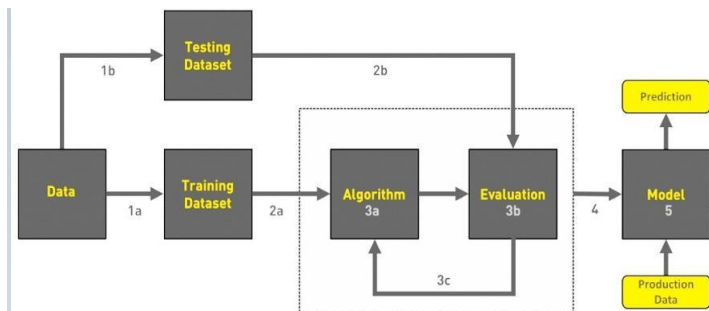 Testing
Dataset
1b
2b
Prediction
Data
1a
Training
Dataset
2a
Algorithm
3a
Evaluation
3b
4
Model
5
3c
Production
Data